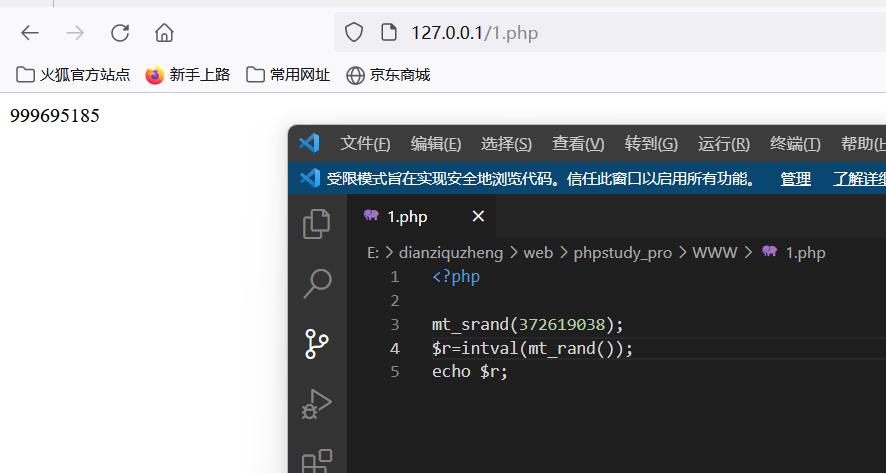 127.0.0.1/1.php
火狐官方站点 新手上路 常用网址 京东商城
999695185
文件(F) 编辑(E) 选择(S) 查看(V) 转到(G) 运行(R) 终端(T) 帮助(H
受限模式旨在实现安全地浏览代码。信任此窗口以启用所有功能。 管理 了解详细
1.php
E: > dianziquzheng > web > phpstudy_pro > WWW > 1.php
1 <?php
2
3 mt_srand(372619038);
4 $r=intval(mt_rand());
5 echo $r;